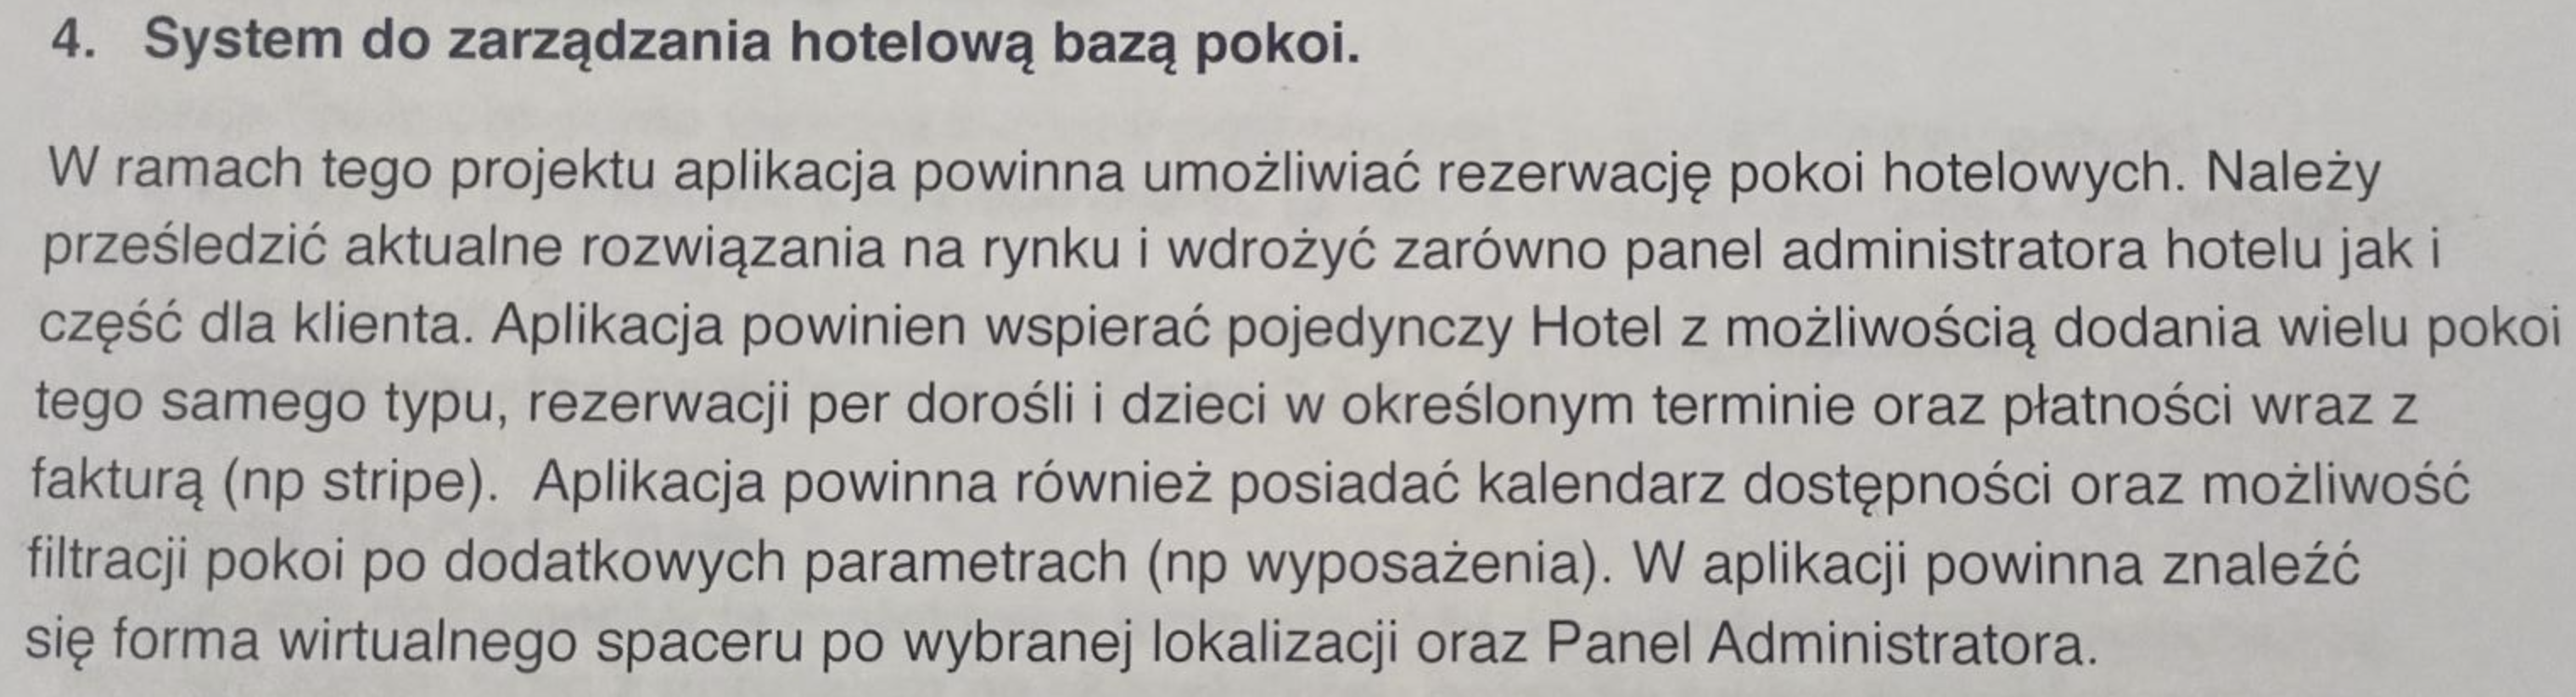 4. System do zarządzania hotelową bazą pokoi.
W ramach tego projektu aplikacja powinna umożliwiać rezerwację pokoi hotelowych. Należy
prześledzić aktualne rozwiązania na rynku i wdrożyć zarówno panel administratora hotelu jak i
część dla klienta. Aplikacja powinien wspierać pojedynczy Hotel z możliwością dodania wielu pokoi
tego samego typu, rezerwacji per dorośli i dzieci w określonym terminie oraz płatności wraz z
fakturą (np stripe). Aplikacja powinna również posiadać kalendarz dostępności oraz możliwość
filtracji pokoi po dodatkowych parametrach (np wyposażenia). W aplikacji powinna znaleźć
się forma wirtualnego spaceru po wybranej lokalizacji oraz Panel Administratora.